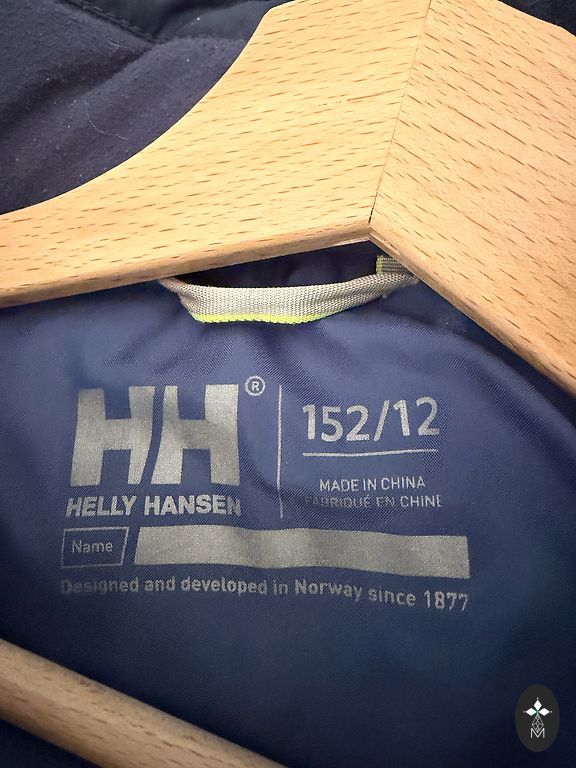 HH®
HELLY HANSEN
152/12
MADE IN CHINA
FABRIQUÉ EN CHINE
Name
Designed and developed in Norway since 1877
M